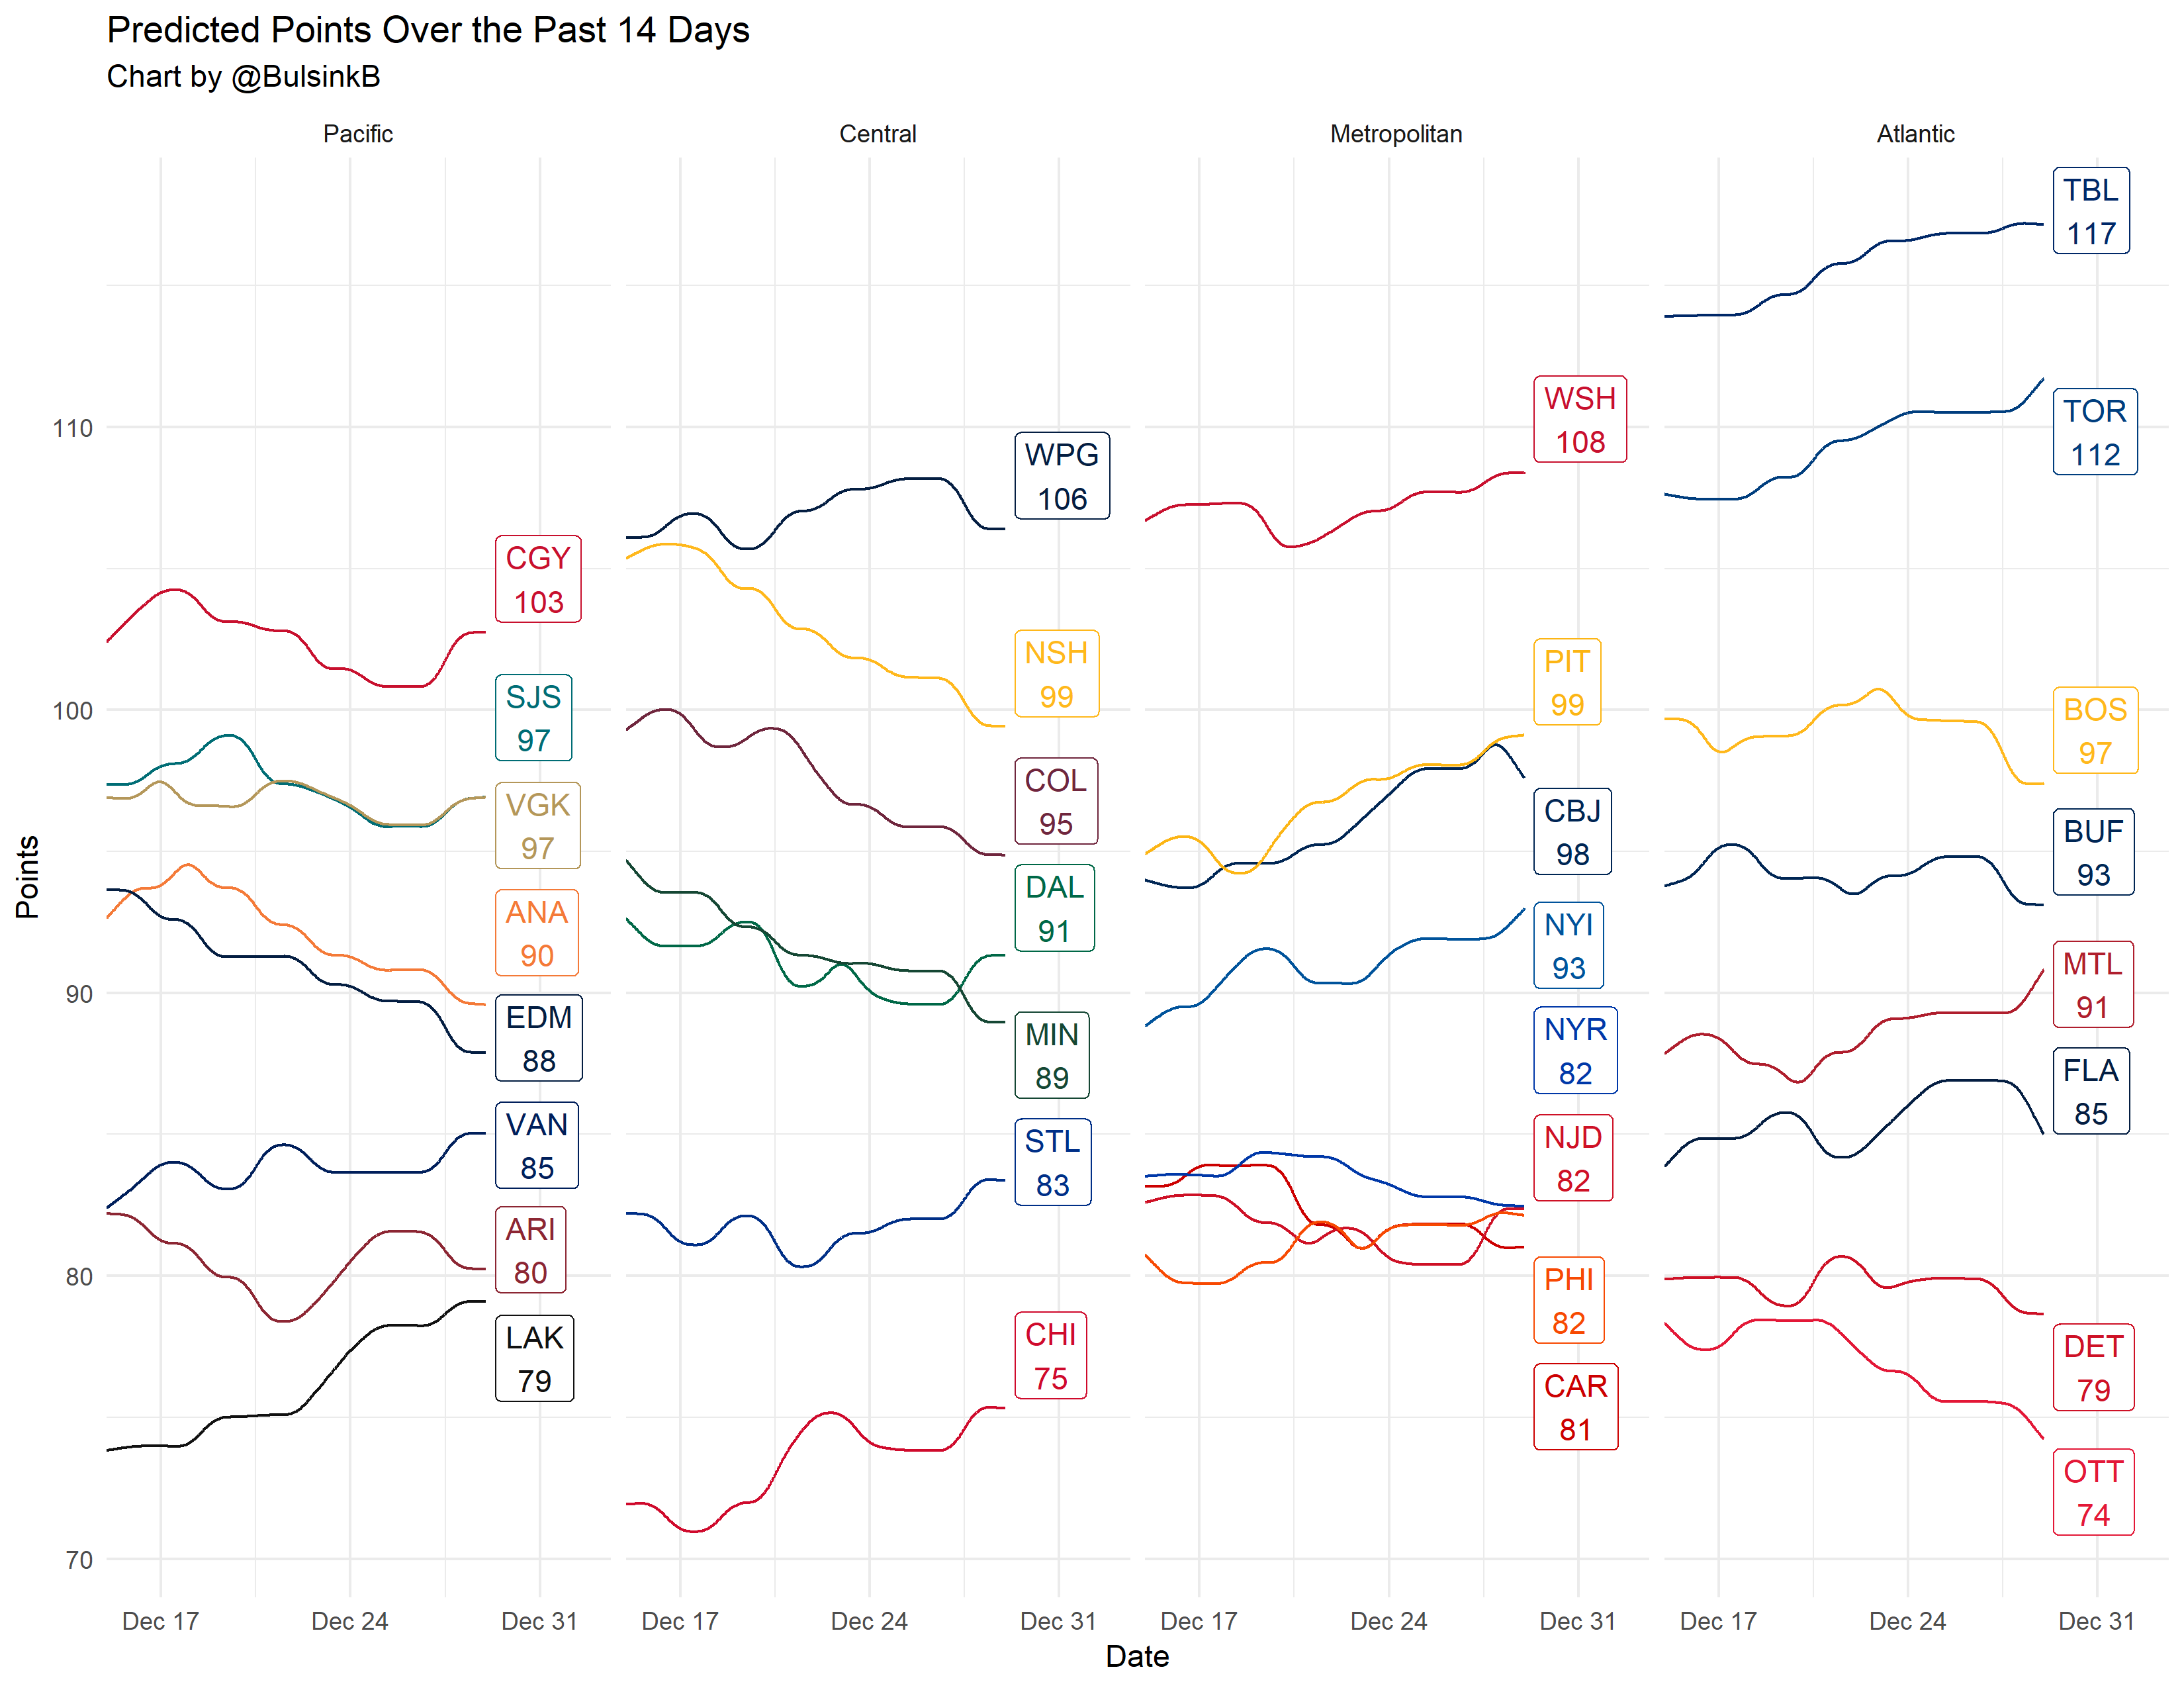 Predicted Points Over the Past 14 Days
Chart by @BulsinkB
Pacific
Central
Metropolitan
Atlantic
Points
110
100
90
80
70
CGY
103
SJS
97
VGK
97
ANA
90
EDM
88
VAN
85
ARI
80
LAK
79
WPG
106
NSH
99
COL
95
DAL
91
MIN
89
STL
83
CHI
75
WSH
108
PIT
99
CBJ
98
NYI
93
NYR
82
NJD
82
PHI
82
CAR
81
TBL
117
TOR
112
BOS
97
BUF
93
MTL
91
FLA
85
DET
79
OTT
74
Dec 17 Dec 24 Dec 31
Dec 17 Dec 24 Dec 31
Dec 17 Dec 24 Dec 31
Dec 17 Dec 24 Dec 31
Date